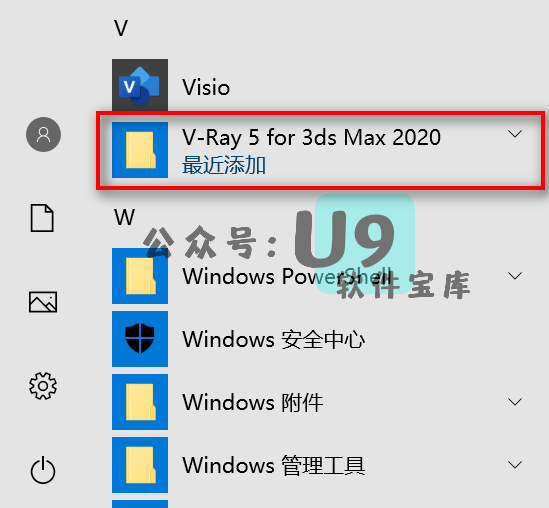 V
Visio
V-Ray 5 for 3ds Max 2020
最近添加
W
公众号: U9
软件宝库
Windows PowerShell
Windows 安全中心
Windows 附件
Windows 管理工具